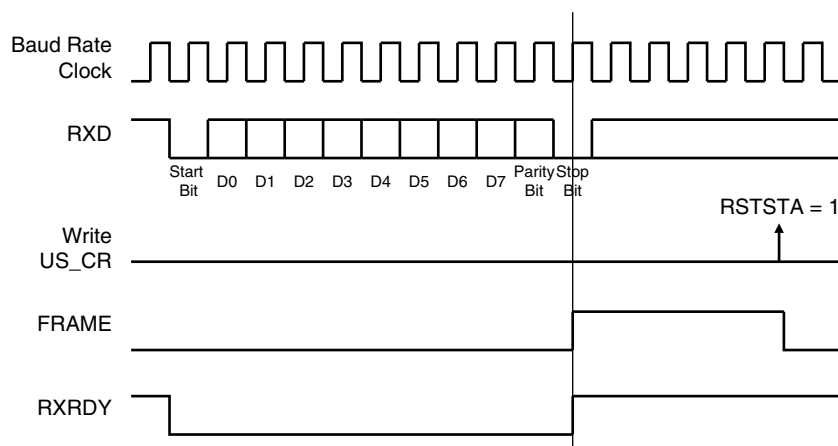 Baud Rate
Clock
RXD
Start
Bit
D0 D1 D2 D3 D4 D5 D6 D7
Parity
Bit
Stop
Bit
RSTSTA = 1
Write
US_CR
FRAME
RXRDY